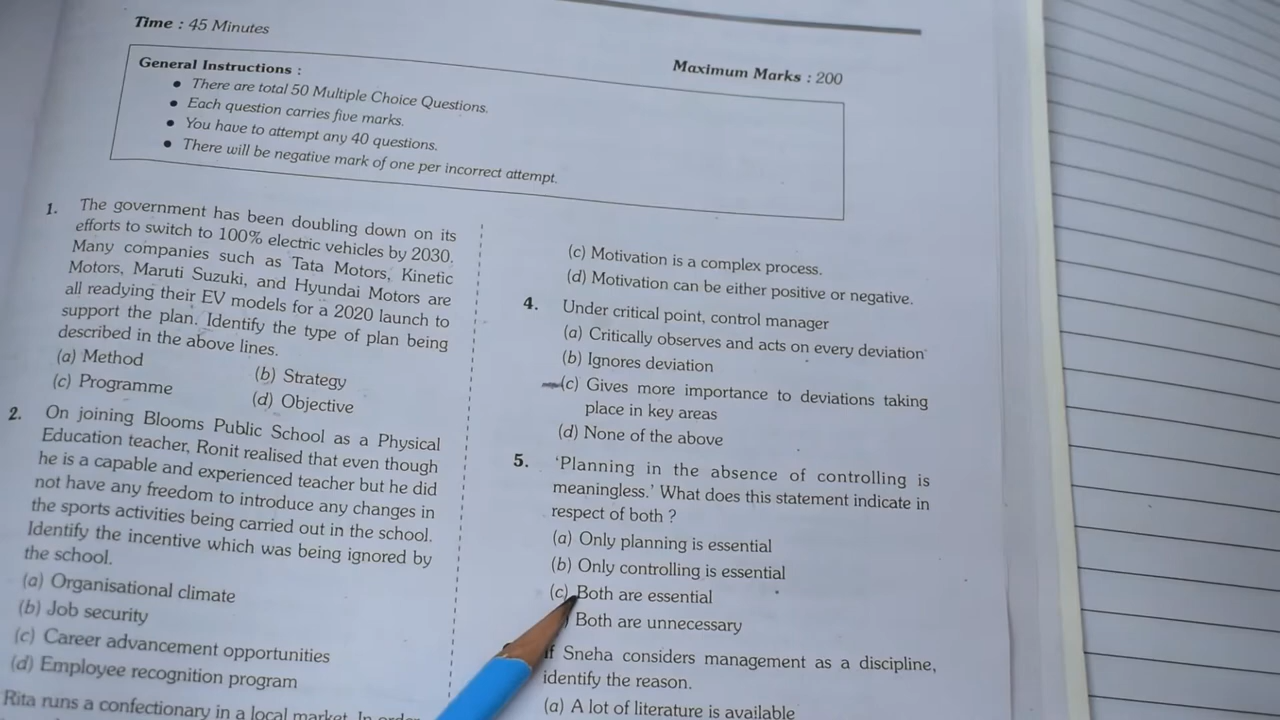 Time : 45 Minutes
Maximum Marks : 200
General Instructions :
• There are total 50 Multiple Choice Questions.
• Each question carries five marks.
• You have to attempt any 40 questions.
• There will be negative mark of one per incorrect attempt.
1. The government has been doubling down on its
efforts to switch to 100% electric vehicles by 2030.
Many companies such as Tata Motors, Kinetic
Motors, Maruti Suzuki, and Hyundai Motors are
all readying their EV models for a 2020 launch to
support the plan. Identify the type of plan being
described in the above lines.
(a) Method (b) Strategy
(c) Programme (d) Objective
2. On joining Blooms Public School as a Physical
Education teacher, Ronit realised that even though
he is a capable and experienced teacher but he did
not have any freedom to introduce any changes in
the sports activities being carried out in the school.
Identify the incentive which was being ignored by
the school.
(a) Organisational climate
(b) Job security
(c) Career advancement opportunities
(d) Employee recognition program
Rita runs a confectionary in a local market. In order
(c) Motivation is a complex process.
(d) Motivation can be either positive or negative.
4. Under critical point, control manager
(a) Critically observes and acts on every deviation
(b) Ignores deviation
(c) Gives more importance to deviations taking
place in key areas
(d) None of the above
5. 'Planning in the absence of controlling is
meaningless.' What does this statement indicate in
respect of both ?
(a) Only planning is essential
(b) Only controlling is essential
(c) Both are essential
) Both are unnecessary
If Sneha considers management as a discipline,
identify the reason.
(a) A lot of literature is available